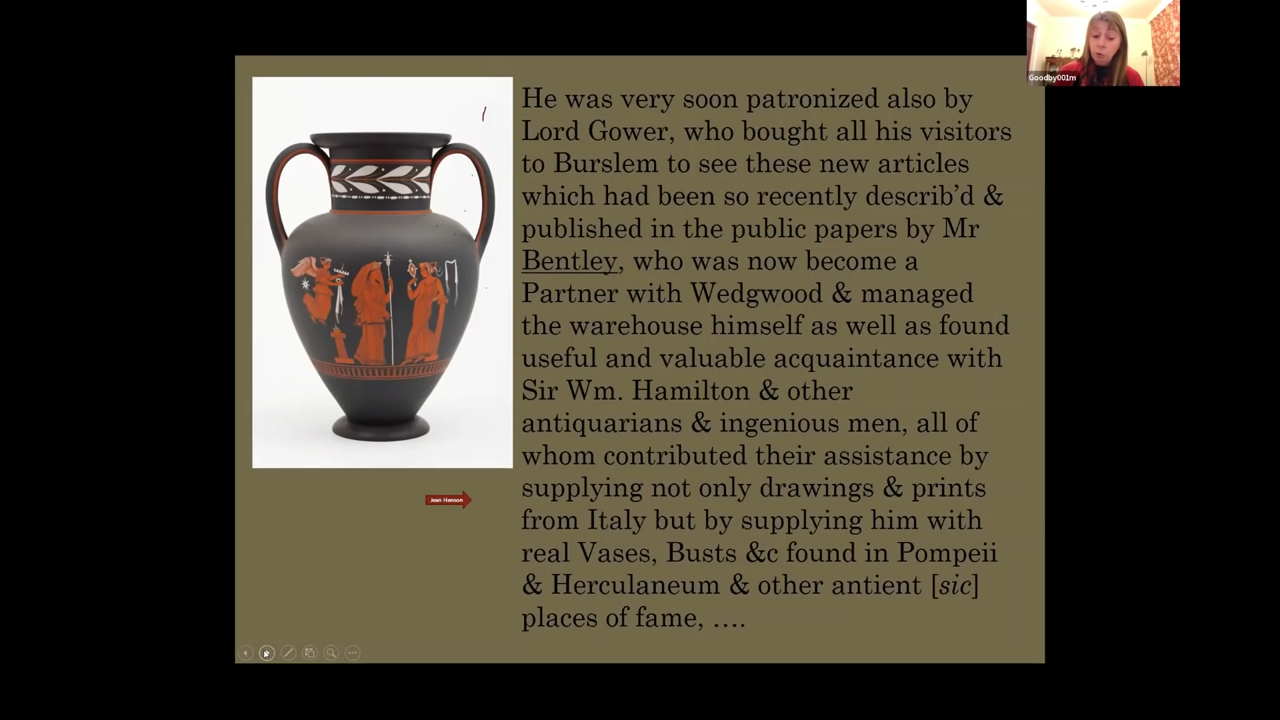 Goodby001m
He was very soon patronized also by
Lord Gower, who bought all his visitors
to Burslem to see these new articles
which had been so recently describ’d &
published in the public papers by Mr
Bentley, who was now become a
Partner with Wedgwood & managed
the warehouse himself as well as found
useful and valuable acquaintance with
Sir Wm. Hamilton & other
antiquarians & ingenious men, all of
whom contributed their assistance by
supplying not only drawings & prints
from Italy but by supplying him with
real Vases, Busts &c found in Pompeii
& Herculaneum & other antient [sic]
places of fame, ….
Jean Henson